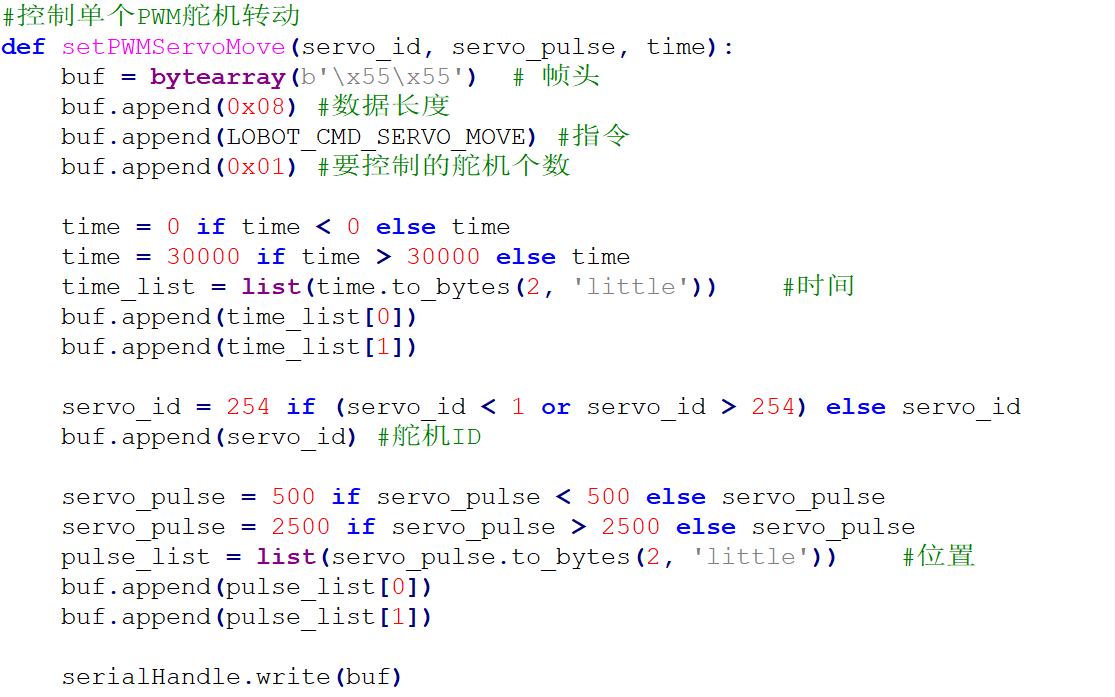 #控制单个PWM舵机转动
def setPWMServoMove(servo_id, servo_pulse, time):
    buf = bytearray(b'\x55\x55')  # 帧头
    buf.append(0x08) #数据长度
    buf.append(LOBOT_CMD_SERVO_MOVE) #指令
    buf.append(0x01) #要控制的舵机个数

    time = 0 if time < 0 else time
    time = 30000 if time > 30000 else time
    time_list = list(time.to_bytes(2, 'little'))    #时间
    buf.append(time_list[0])
    buf.append(time_list[1])

    servo_id = 254 if (servo_id < 1 or servo_id > 254) else servo_id
    buf.append(servo_id) #舵机ID

    servo_pulse = 500 if servo_pulse < 500 else servo_pulse
    servo_pulse = 2500 if servo_pulse > 2500 else servo_pulse
    pulse_list = list(servo_pulse.to_bytes(2, 'little'))    #位置
    buf.append(pulse_list[0])
    buf.append(pulse_list[1])

    serialHandle.write(buf)